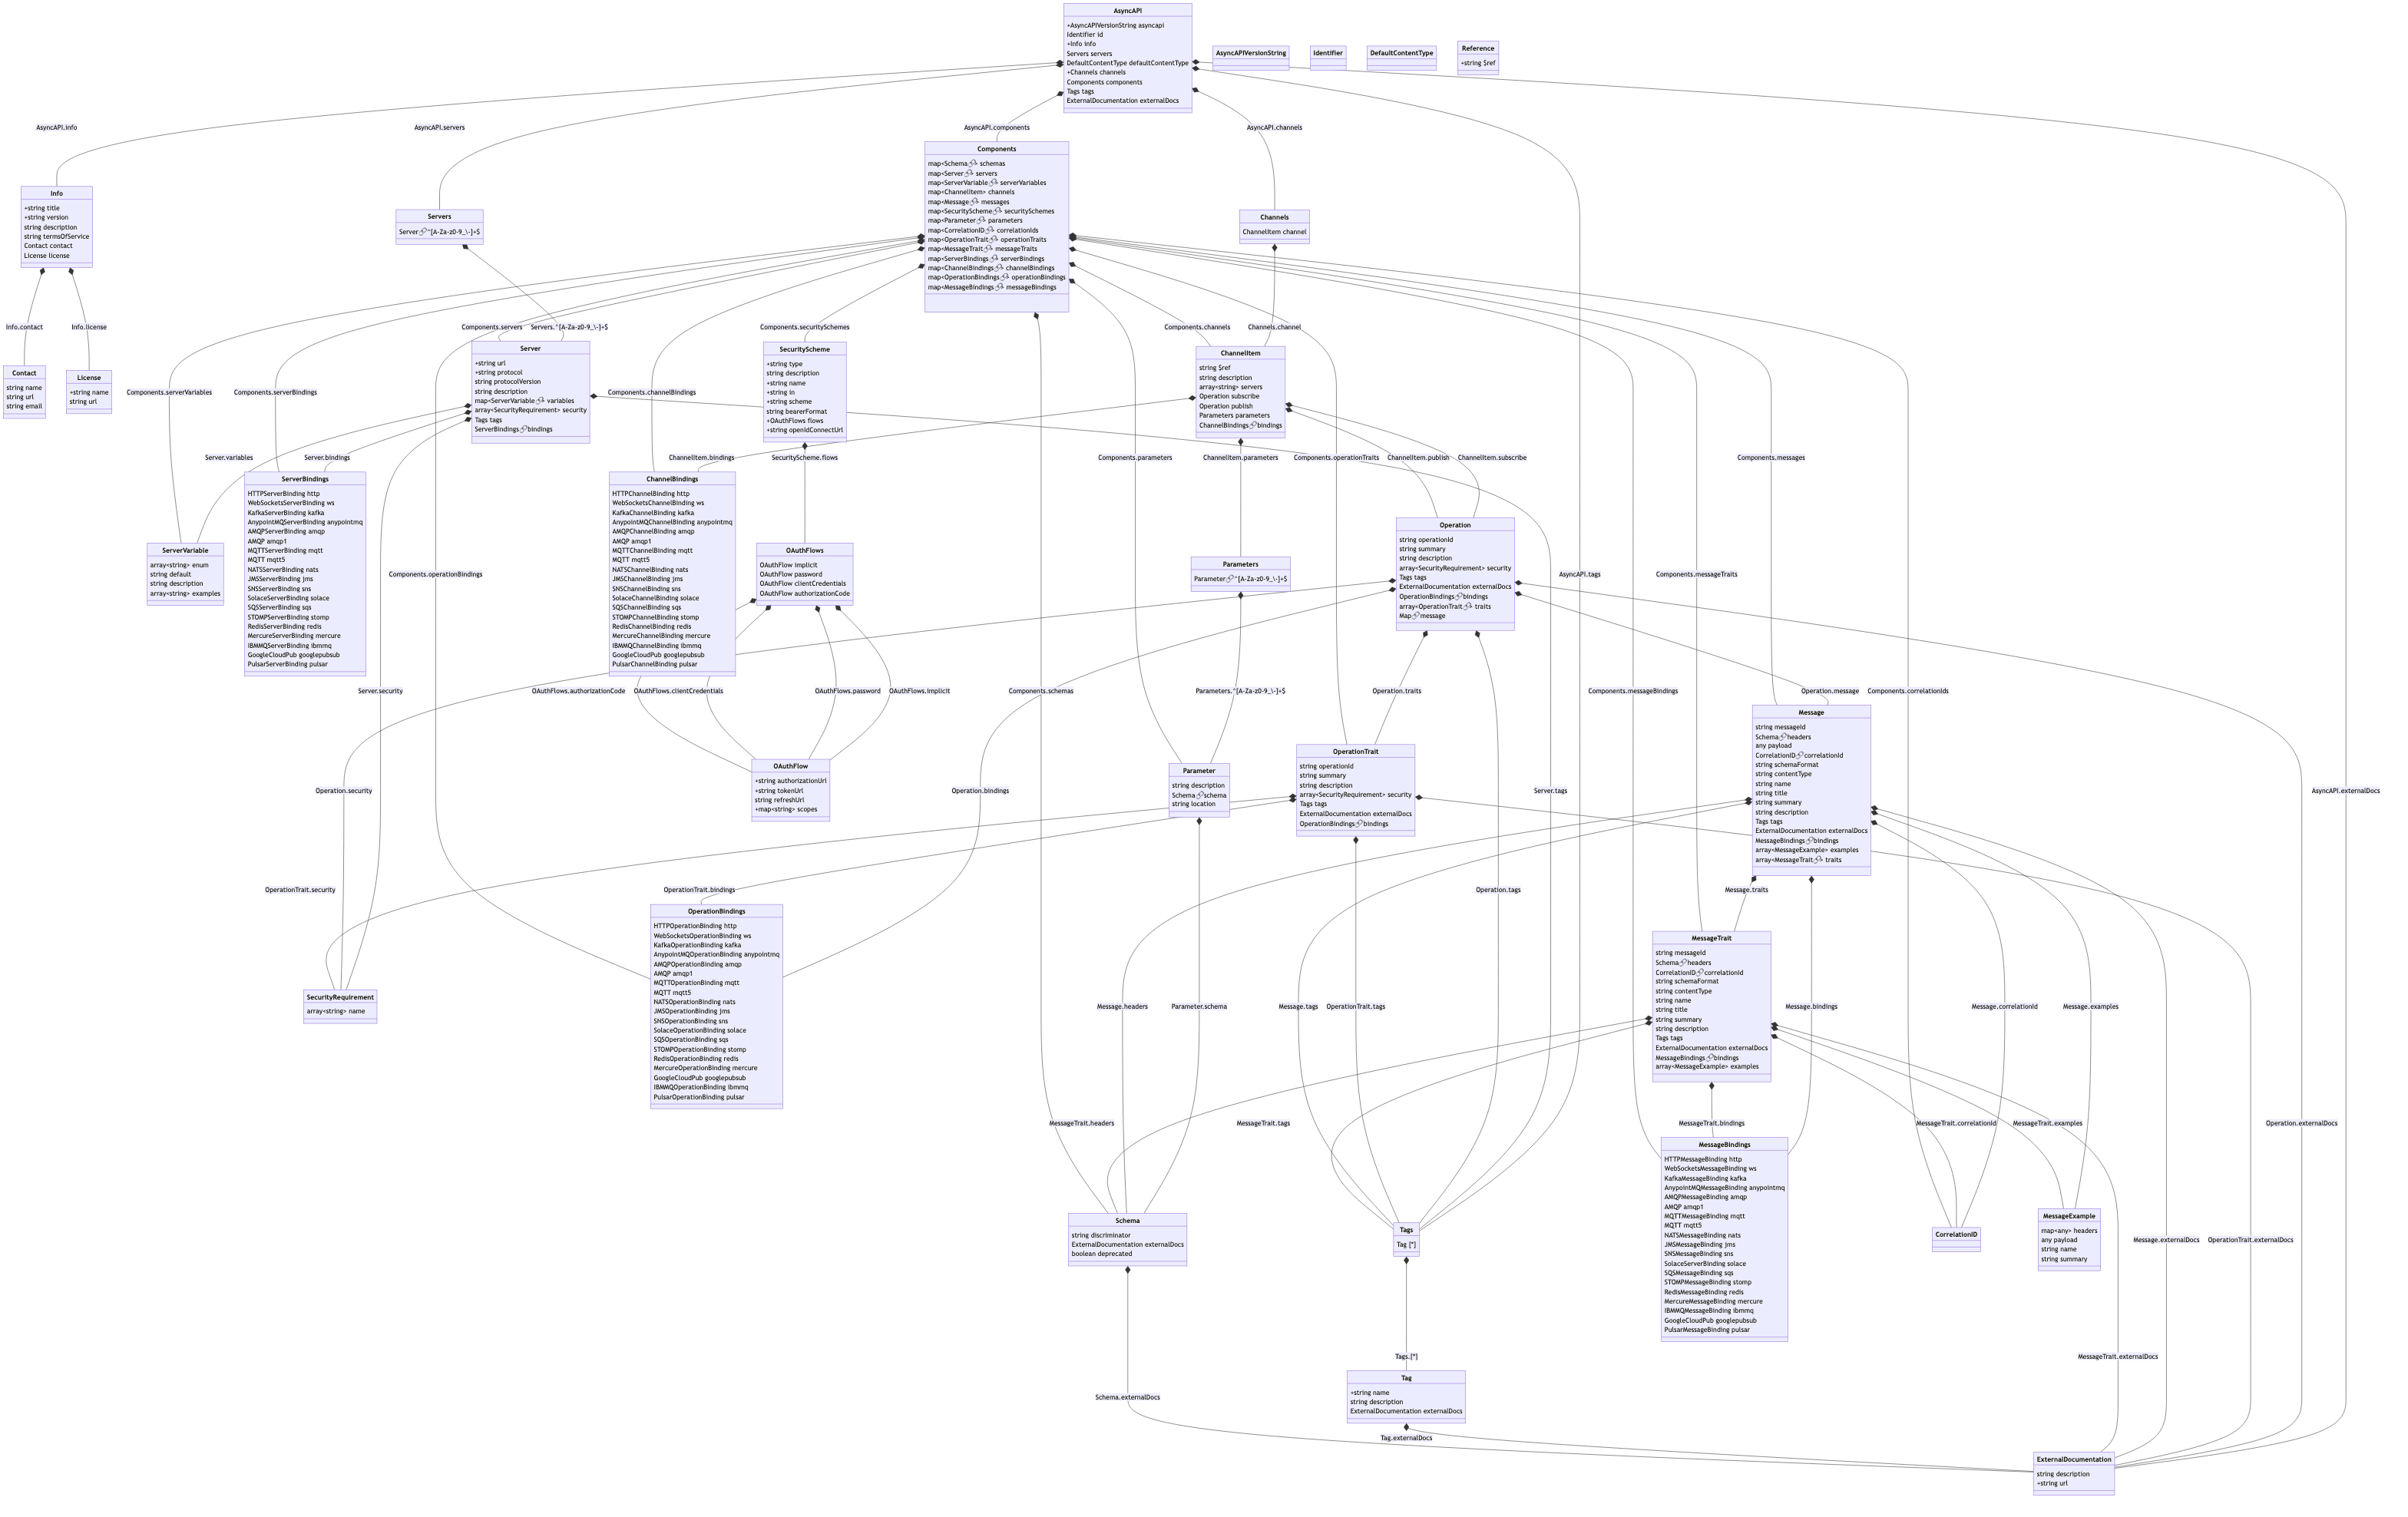 AsyncAPI
+AsyncAPIVersionString asyncapi
Identifier id
+Info info
Servers servers
DefaultContentType defaultContentType
+Channels channels
Components components
Tags tags
ExternalDocumentation externalDocs
AsyncAPIVersionString
Identifier
DefaultContentType
Reference
+string $ref
AsyncAPI.info
AsyncAPI.servers
AsyncAPI.components
AsyncAPI.channels
Components
map<Schema🔗> schemas
map<Server🔗> servers
map<ServerVariable🔗> serverVariables
map<ChannelItem> channels
map<Message🔗> messages
map<SecurityScheme🔗> securitySchemes
map<Parameter🔗> parameters
map<CorrelationID🔗> correlationIds
map<OperationTrait🔗> operationTraits
map<MessageTrait🔗> messageTraits
map<ServerBindings🔗> serverBindings
map<ChannelBindings🔗> channelBindings
map<OperationBindings🔗> operationBindings
map<MessageBindings🔗> messageBindings
Info
+string title
+string version
string description
string termsOfService
Contact contact
License license
Servers
Server🔗^[A-Za-z0-9_\-]+$
Channels
ChannelItem channel
Info.contact
Info.license
Components.servers
Servers.^[A-Za-z0-9_\-]+$
Components.securitySchemes
Components.channels
Channels.channel
Contact
string name
string url
string email
License
+string name
string url
Components.serverVariables
Components.serverBindings
Server
+string url
+string protocol
string protocolVersion
string description
map<ServerVariable🔗> variables
array<SecurityRequirement> security
Tags tags
ServerBindings🔗bindings
Components.channelBindings
SecurityScheme
+string type
string description
+string name
+string in
+string scheme
string bearerFormat
+OAuthFlows flows
+string openIdConnectUrl
ChannelItem
string $ref
string description
array<string> servers
Operation subscribe
Operation publish
Parameters parameters
ChannelBindings🔗bindings
Server.variables
Server.bindings
ChannelItem.bindings
SecurityScheme.flows
Components.parameters
ChannelItem.parameters
Components.operationTraits
ChannelItem.publish
ChannelItem.subscribe
Components.messages
ServerBindings
HTTPServerBinding http
WebSocketsServerBinding ws
KafkaServerBinding kafka
AnypointMQServerBinding anypointmq
AMQPServerBinding amqp
AMQP amqp1
MQTTServerBinding mqtt
MQTT mqtt5
NATSServerBinding nats
JMSServerBinding jms
SNSServerBinding sns
SolaceServerBinding solace
SQSServerBinding sqs
STOMPServerBinding stomp
RedisServerBinding redis
MercureServerBinding mercure
IBMMQServerBinding ibmmq
GoogleCloudPub googlepubsub
PulsarServerBinding pulsar
ChannelBindings
HTTPChannelBinding http
WebSocketsChannelBinding ws
KafkaChannelBinding kafka
AnypointMQChannelBinding anypointmq
AMQPChannelBinding amqp
AMQP amqp1
MQTTChannelBinding mqtt
MQTT mqtt5
NATSChannelBinding nats
JMSChannelBinding jms
SNSChannelBinding sns
SolaceChannelBinding solace
SQSChannelBinding sqs
STOMPChannelBinding stomp
RedisChannelBinding redis
MercureChannelBinding mercure
IBMMQChannelBinding ibmmq
GoogleCloudPub googlepubsub
PulsarChannelBinding pulsar
ServerVariable
array<string> enum
string default
string description
array<string> examples
Components.operationBindings
OAuthFlows
OAuthFlow implicit
OAuthFlow password
OAuthFlow clientCredentials
OAuthFlow authorizationCode
Parameters
Parameter🔗^[A-Za-z0-9_\-]+$
Operation
string operationId
string summary
string description
array<SecurityRequirement> security
Tags tags
ExternalDocumentation externalDocs
OperationBindings🔗bindings
array<OperationTrait🔗> traits
Map🔗message
AsyncAPI.tags
Components.messageTraits
Server.security
OAuthFlows.authorizationCode
OAuthFlows.clientCredentials
OAuthFlows.password
OAuthFlows.implicit
Components.schemas
Parameters.^[A-Za-z0-9_\-]+$
Operation.traits
Components.messageBindings
Operation.message
Components.correlationIds
Operation.security
OAuthFlow
+string authorizationUrl
+string tokenUrl
string refreshUrl
+map<string> scopes
Operation.bindings
Parameter
string description
Schema🔗schema
string location
OperationTrait
string operationId
string summary
string description
array<SecurityRequirement> security
Tags tags
ExternalDocumentation externalDocs
OperationBindings🔗bindings
Server.tags
Message
string messageId
Schema🔗headers
any payload
CorrelationID🔗correlationId
string schemaFormat
string contentType
string name
string title
string summary
string description
Tags tags
ExternalDocumentation externalDocs
MessageBindings🔗bindings
array<MessageExample> examples
array<MessageTrait🔗> traits
AsyncAPI.externalDocs
OperationTrait.security
OperationTrait.bindings
Operation.tags
Message.traits
SecurityRequirement
array<string> name
OperationBindings
HTTPOperationBinding http
WebSocketsOperationBinding ws
KafkaOperationBinding kafka
AnypointMQOperationBinding anypointmq
AMQPOperationBinding amqp
AMQP amqp1
MQTTOperationBinding mqtt
MQTT mqtt5
NATSOperationBinding nats
JMSOperationBinding jms
SNSOperationBinding sns
SolaceOperationBinding solace
SQSOperationBinding sqs
STOMPOperationBinding stomp
RedisOperationBinding redis
MercureOperationBinding mercure
GoogleCloudPub googlepubsub
IBMMQOperationBinding ibmmq
PulsarOperationBinding pulsar
Message.headers
Parameter.schema
Message.tags
OperationTrait.tags
MessageTrait
string messageId
Schema🔗headers
CorrelationID🔗correlationId
string schemaFormat
string contentType
string name
string title
string summary
string description
Tags tags
ExternalDocumentation externalDocs
MessageBindings🔗bindings
array<MessageExample> examples
Message.bindings
Message.correlationId
Message.examples
MessageTrait.headers
MessageTrait.tags
MessageTrait.bindings
MessageTrait.correlationId
MessageTrait.examples
Operation.externalDocs
Schema
string discriminator
ExternalDocumentation externalDocs
boolean deprecated
Tags
Tag [*]
MessageBindings
HTTPMessageBinding http
WebSocketsMessageBinding ws
KafkaMessageBinding kafka
AnypointMQMessageBinding anypointmq
AMQPMessageBinding amqp
AMQP amqp1
MQTTMessageBinding mqtt
MQTT mqtt5
NATSMessageBinding nats
JMSMessageBinding jms
SNSMessageBinding sns
SolaceServerBinding solace
SQSMessageBinding sqs
STOMPMessageBinding stomp
RedisMessageBinding redis
MercureMessageBinding mercure
IBMMQMessageBinding ibmmq
GoogleCloudPub googlepubsub
PulsarMessageBinding pulsar
CorrelationID
MessageExample
map<any> headers
any payload
string name
string summary
Message.externalDocs
OperationTrait.externalDocs
Tags.[*]
MessageTrait.externalDocs
Schema.externalDocs
Tag
+string name
string description
ExternalDocumentation externalDocs
Tag.externalDocs
ExternalDocumentation
string description
+string url